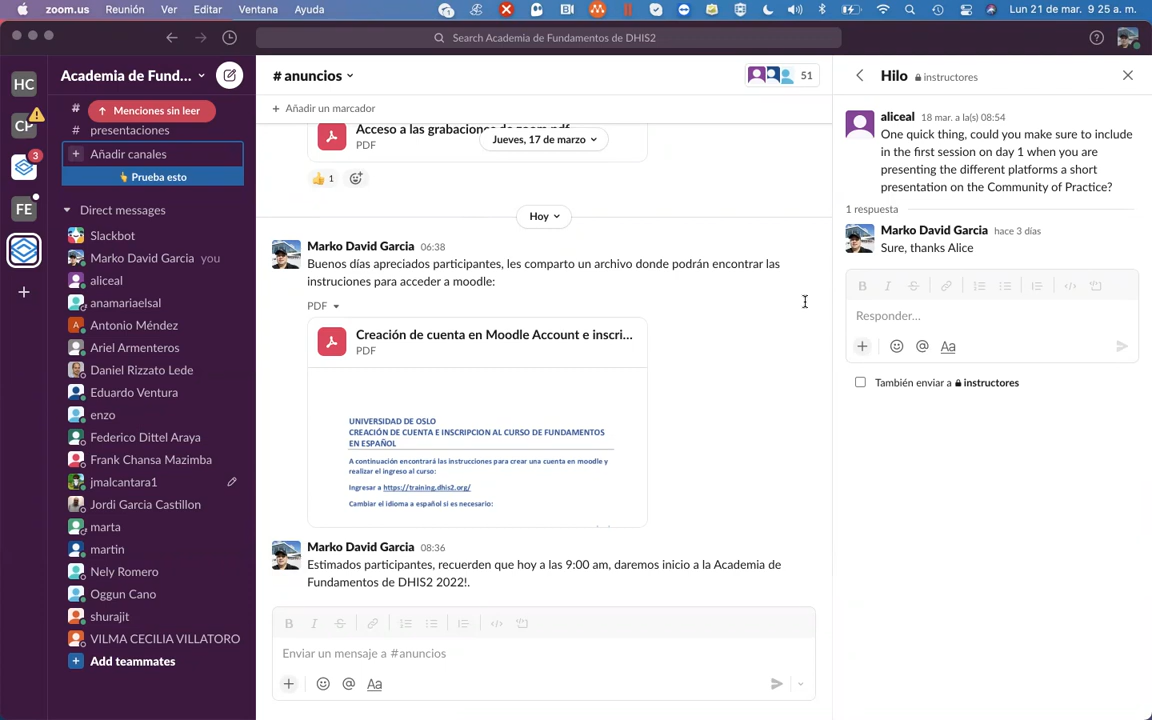 zoom.us Reunión Ver Editar Ventana Ayuda Lun 21 de mar. 9 25 a. m.
Search Academia de Fundamentos de DHIS2
HC
CP
3
FE
Academia de Fund...
Menciones sin leer
# presentaciones
Añadir canales
Prueba esto
Direct messages
Slackbot
Marko David Garcia you
aliceal
anamariaelsal
A Antonio Méndez
Ariel Armenteros
Daniel Rizzato Lede
Eduardo Ventura
enzo
Federico Dittel Araya
Frank Chansa Mazimba
jmalcantara1
Jordi Garcia Castillon
marta
martin
Nely Romero
Oggun Cano
shurajit
VILMA CECILIA VILLATORO
Add teammates
# anuncios
51
+ Añadir un marcador
Acceso a las grabaciones de zoom.pdf
PDF
Jueves, 17 de marzo
1
Hoy
Marko David Garcia 06:38
Buenos días apreciados participantes, les comparto un archivo donde podrán encontrar las
instruciones para acceder a moodle:
PDF
Creación de cuenta en Moodle Account e inscri...
PDF
UNIVERSIDAD DE OSLO
CREACIÓN DE CUENTA E INSCRIPCION AL CURSO DE FUNDAMENTOS
EN ESPAÑOL
A continuación encontrará las instrucciones para crear una cuenta en moodle y
realizar el ingreso al curso:
Ingresar a https://training.dhis2.org/
Cambiar el idioma a español si es necesario:
Marko David Garcia 08:36
Estimados participantes, recuerden que hoy a las 9:00 am, daremos inicio a la Academia de
Fundamentos de DHIS2 2022!.
B I S
Enviar un mensaje a #anuncios
Aa
Hilo instructores
aliceal 18 mar. a la(s) 08:54
One quick thing, could you make sure to include
in the first session on day 1 when you are
presenting the different platforms a short
presentation on the Community of Practice?
1 respuesta
Marko David Garcia hace 3 días
Sure, thanks Alice
B I S
Responder...
Aa
También enviar a instructores